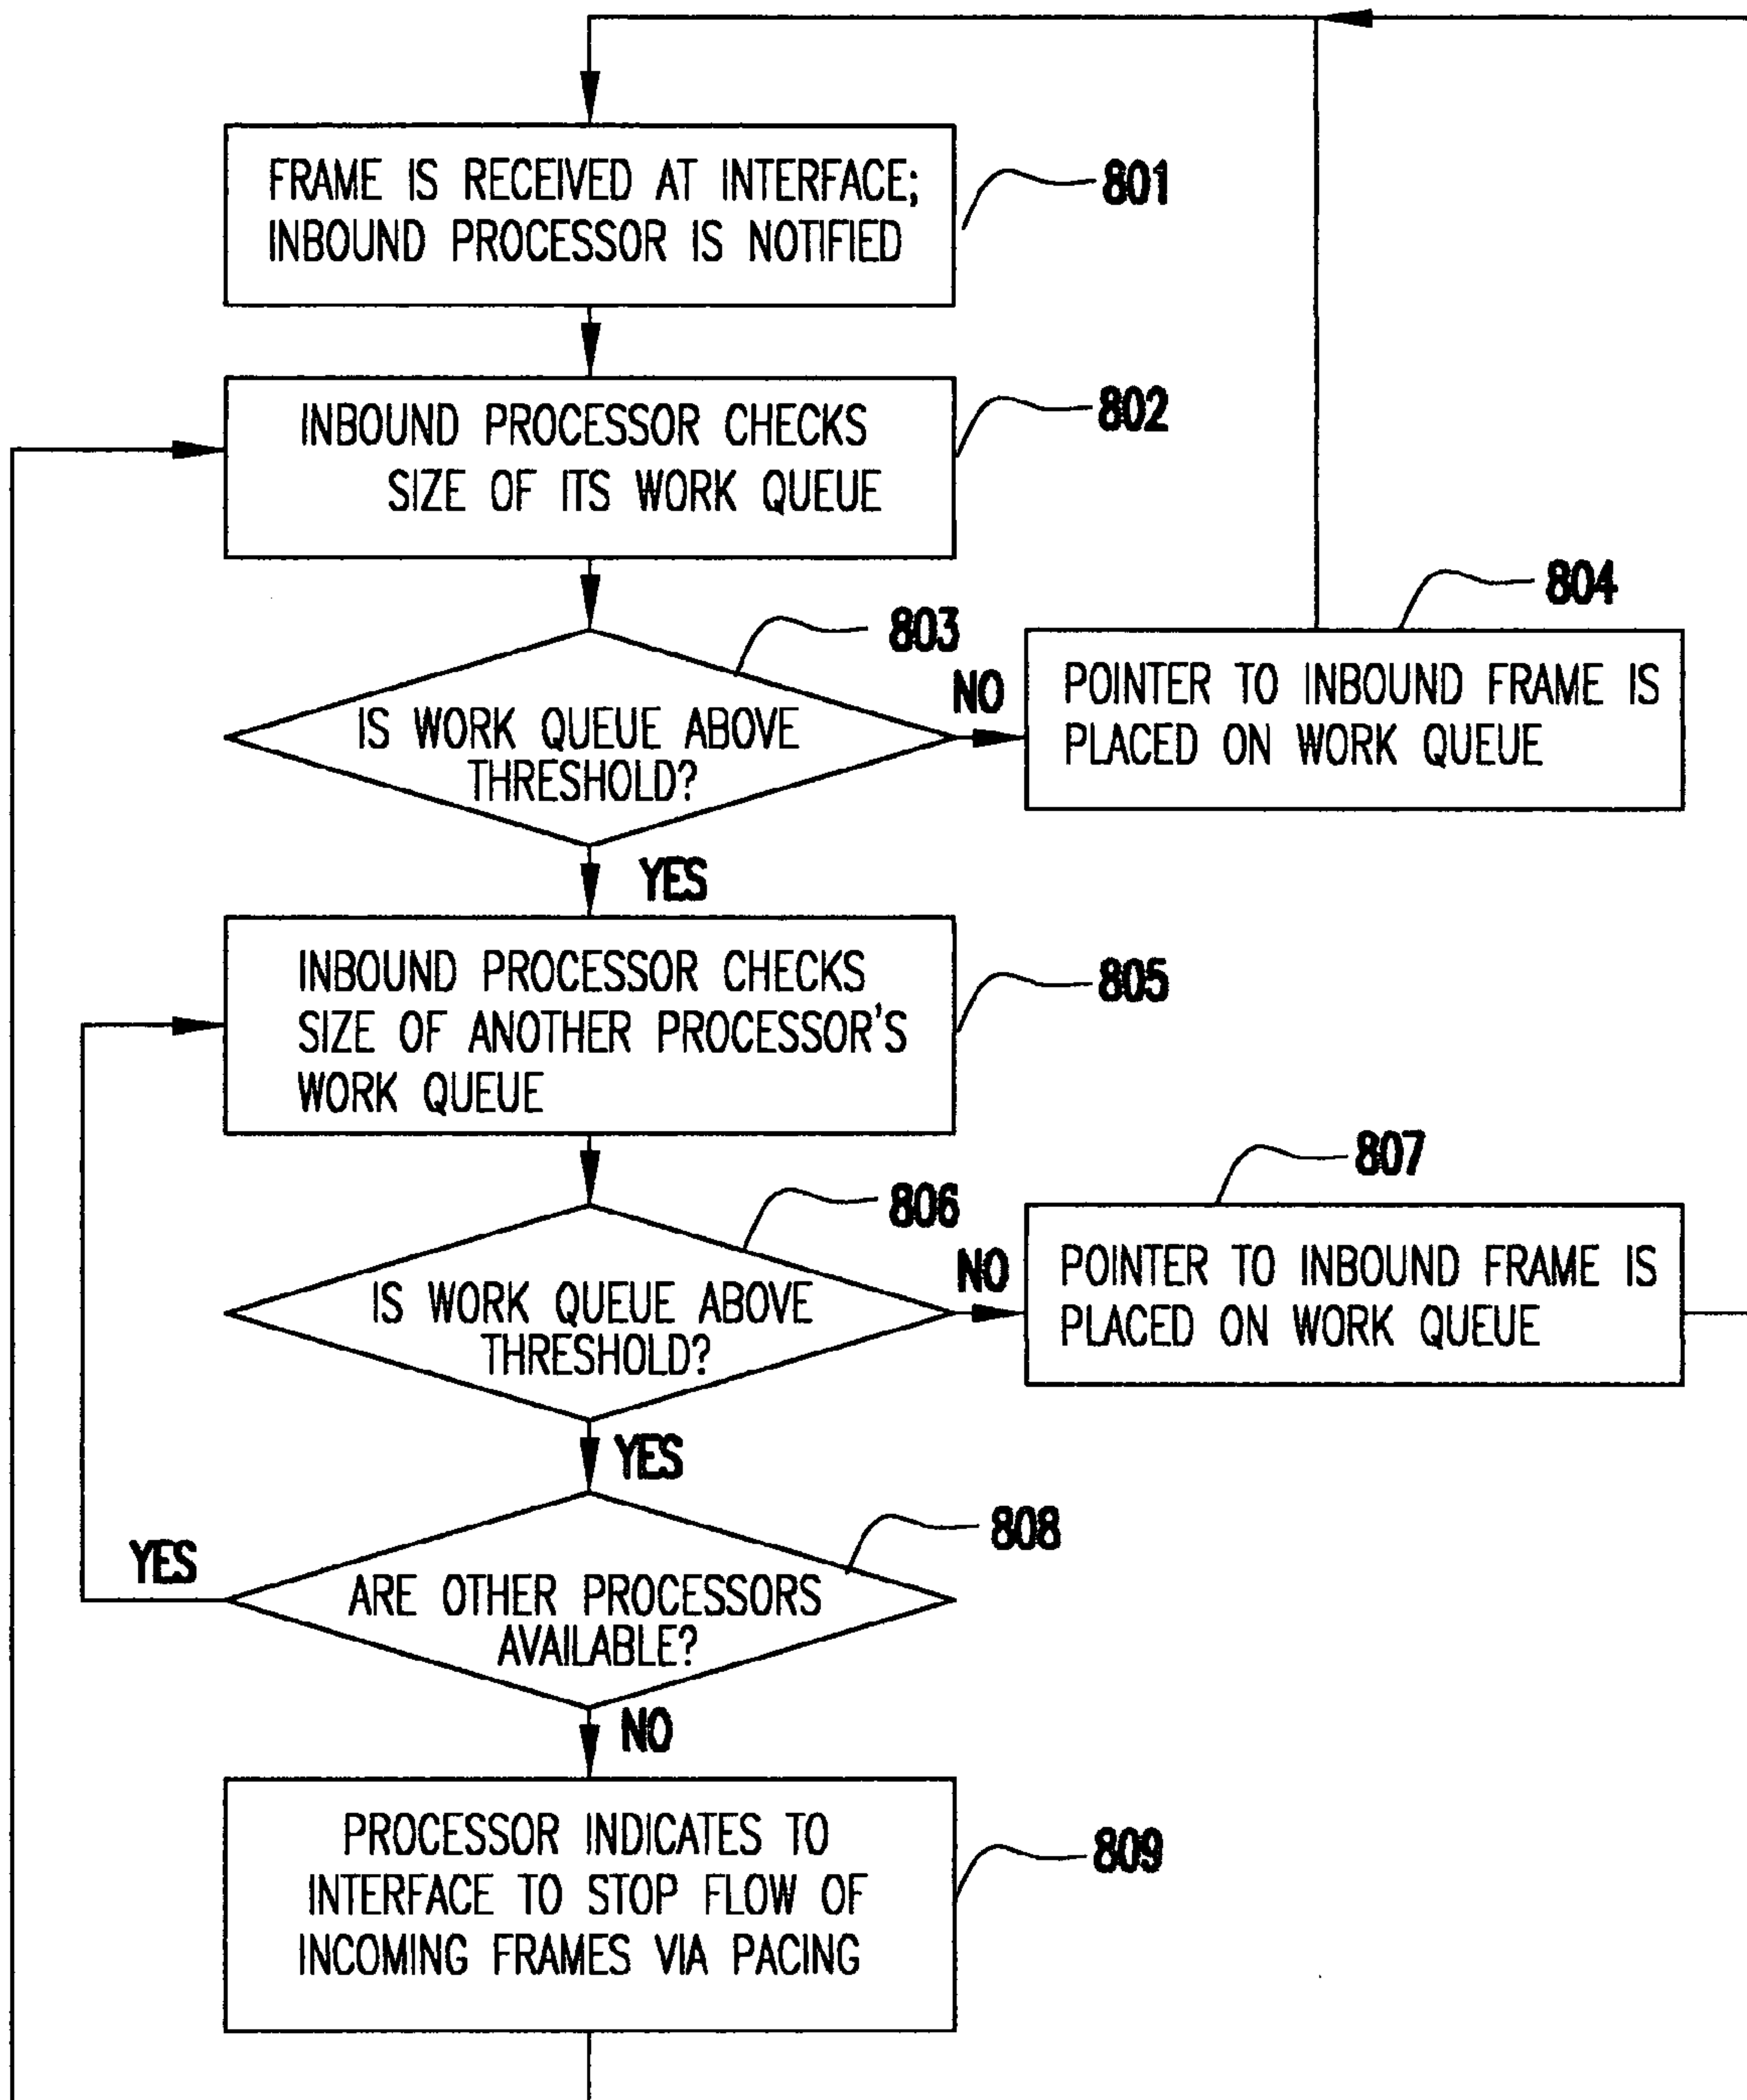 FRAME IS RECEIVED AT INTERFACE;
INBOUND PROCESSOR IS NOTIFIED
801
INBOUND PROCESSOR CHECKS
SIZE OF ITS WORK QUEUE
802
803
IS WORK QUEUE ABOVE
THRESHOLD?
NO
804
POINTER TO INBOUND FRAME IS
PLACED ON WORK QUEUE
YES
INBOUND PROCESSOR CHECKS
SIZE OF ANOTHER PROCESSOR'S
WORK QUEUE
805
806
IS WORK QUEUE ABOVE
THRESHOLD?
NO
807
POINTER TO INBOUND FRAME IS
PLACED ON WORK QUEUE
YES
808
ARE OTHER PROCESSORS
AVAILABLE?
YES
NO
PROCESSOR INDICATES TO
INTERFACE TO STOP FLOW OF
INCOMING FRAMES VIA PACING
809